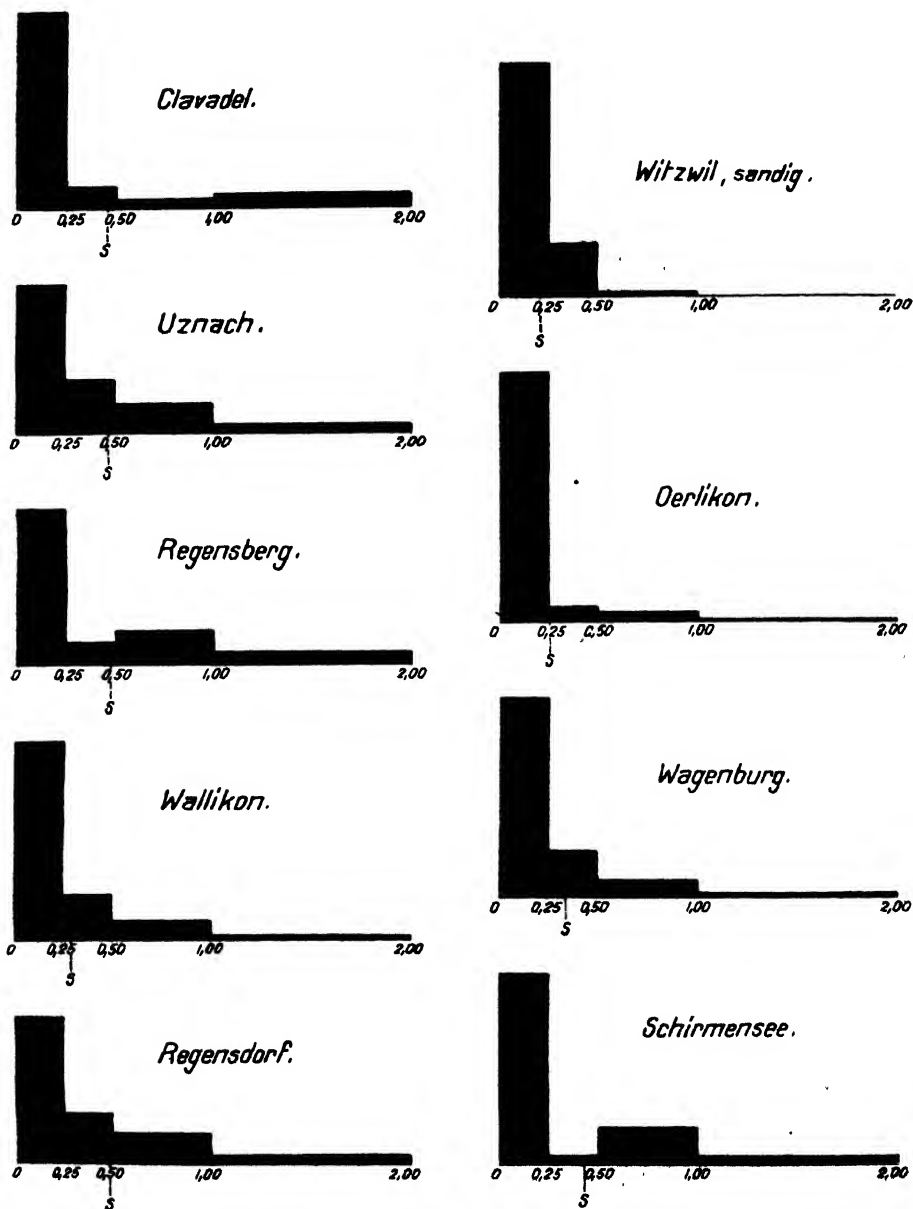 Clavadel.
0 0,25 0,50 1,00 2,00
S
Uznach.
0 0,25 0,50 1,00 2,00
S
Regensberg.
0 0,25 0,50 1,00 2,00
S
Wallikon.
0 0,25 0,50 1,00 2,00
S
Regensdorf.
0 0,25 0,50 1,00 2,00
S
Witzwil, sandig.
0 0,25 0,50 1,00 2,00
S
Oerlikon.
0 0,25 0,50 1,00 2,00
S
Wagenburg.
0 0,25 0,50 1,00 2,00
S
Schirmensee.
0 0,25 0,50 1,00 2,00
S